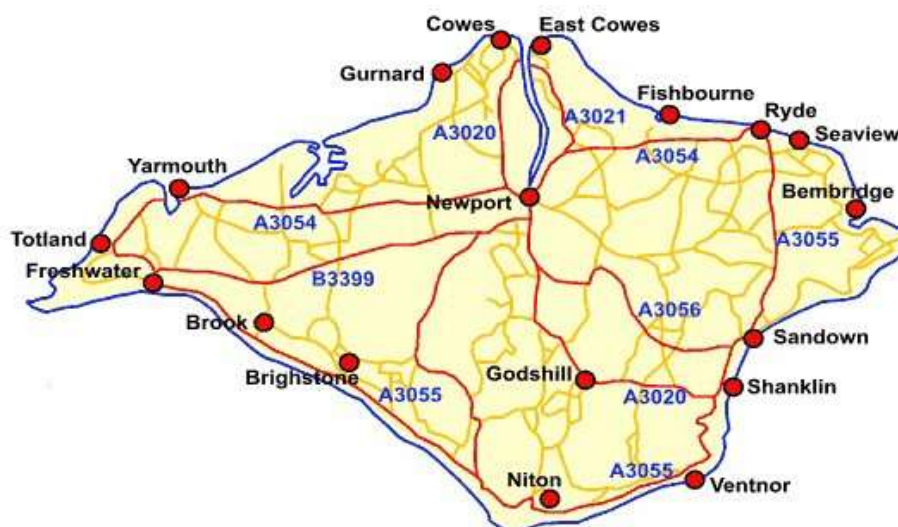 Cowes
East Cowes
Gurnard
Fishbourne
Ryde
A3020
A3021
Seaview
A3054
Yarmouth
Newport
Bembridge
A3054
Totland
A3055
Freshwater
B3399
A3056
Brook
Sandown
Brighstone
Godshill
A3055
A3020
Shanklin
A3055
Niton
Ventnor